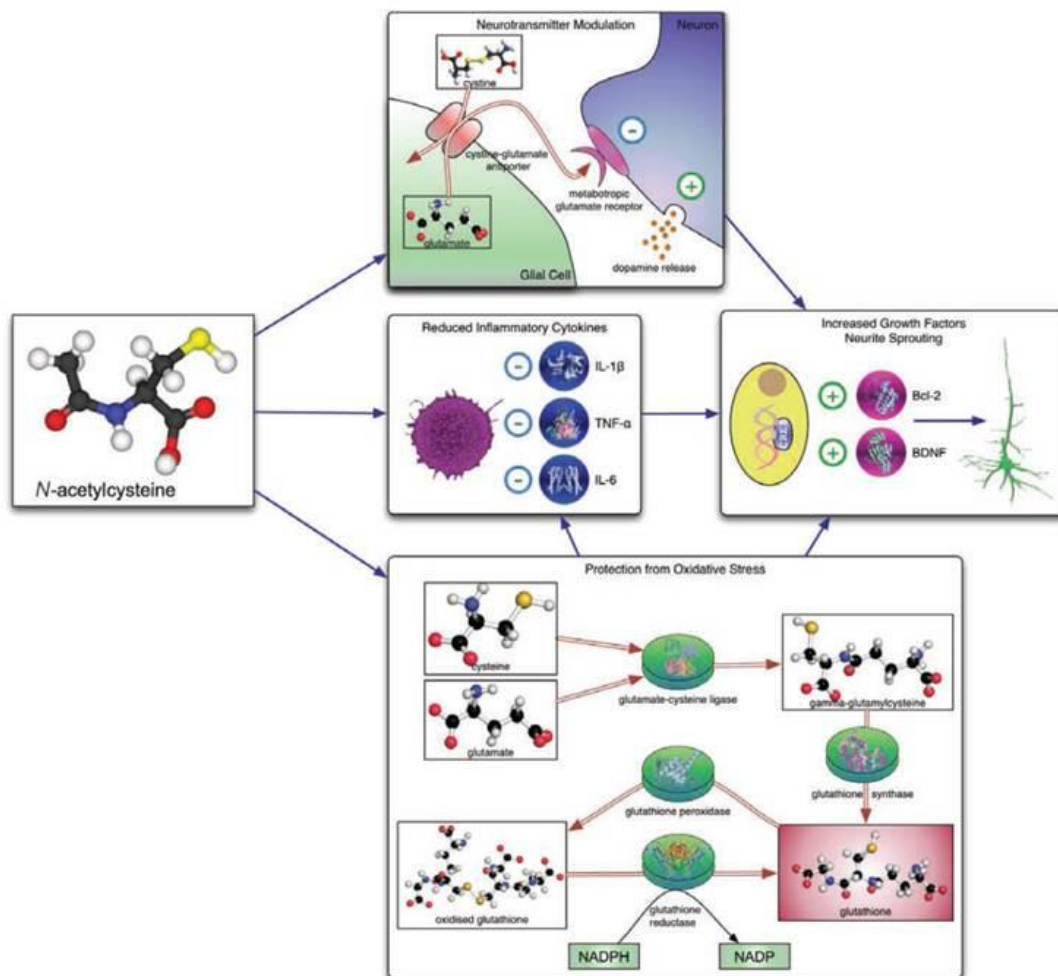 Neurotransmitter Modulation
Neuron
cystine
cystine-glutamate
antiporter
metabotropic
glutamate receptor
glutamate
dopamine release
Glial Cell
N-acetylcysteine
Reduced Inflammatory Cytokines
IL-1β
TNF-α
IL-6
Increased Growth Factors
Neurite Sprouting
Bcl-2
BDNF
Protection from Oxidative Stress
cysteine
glutamate-cysteine ligase
gamma-glutamylcysteine
glutamate
glutathione synthase
glutathione peroxidase
oxidised glutathione
glutathione
reductase
glutathione
NADPH
NADP